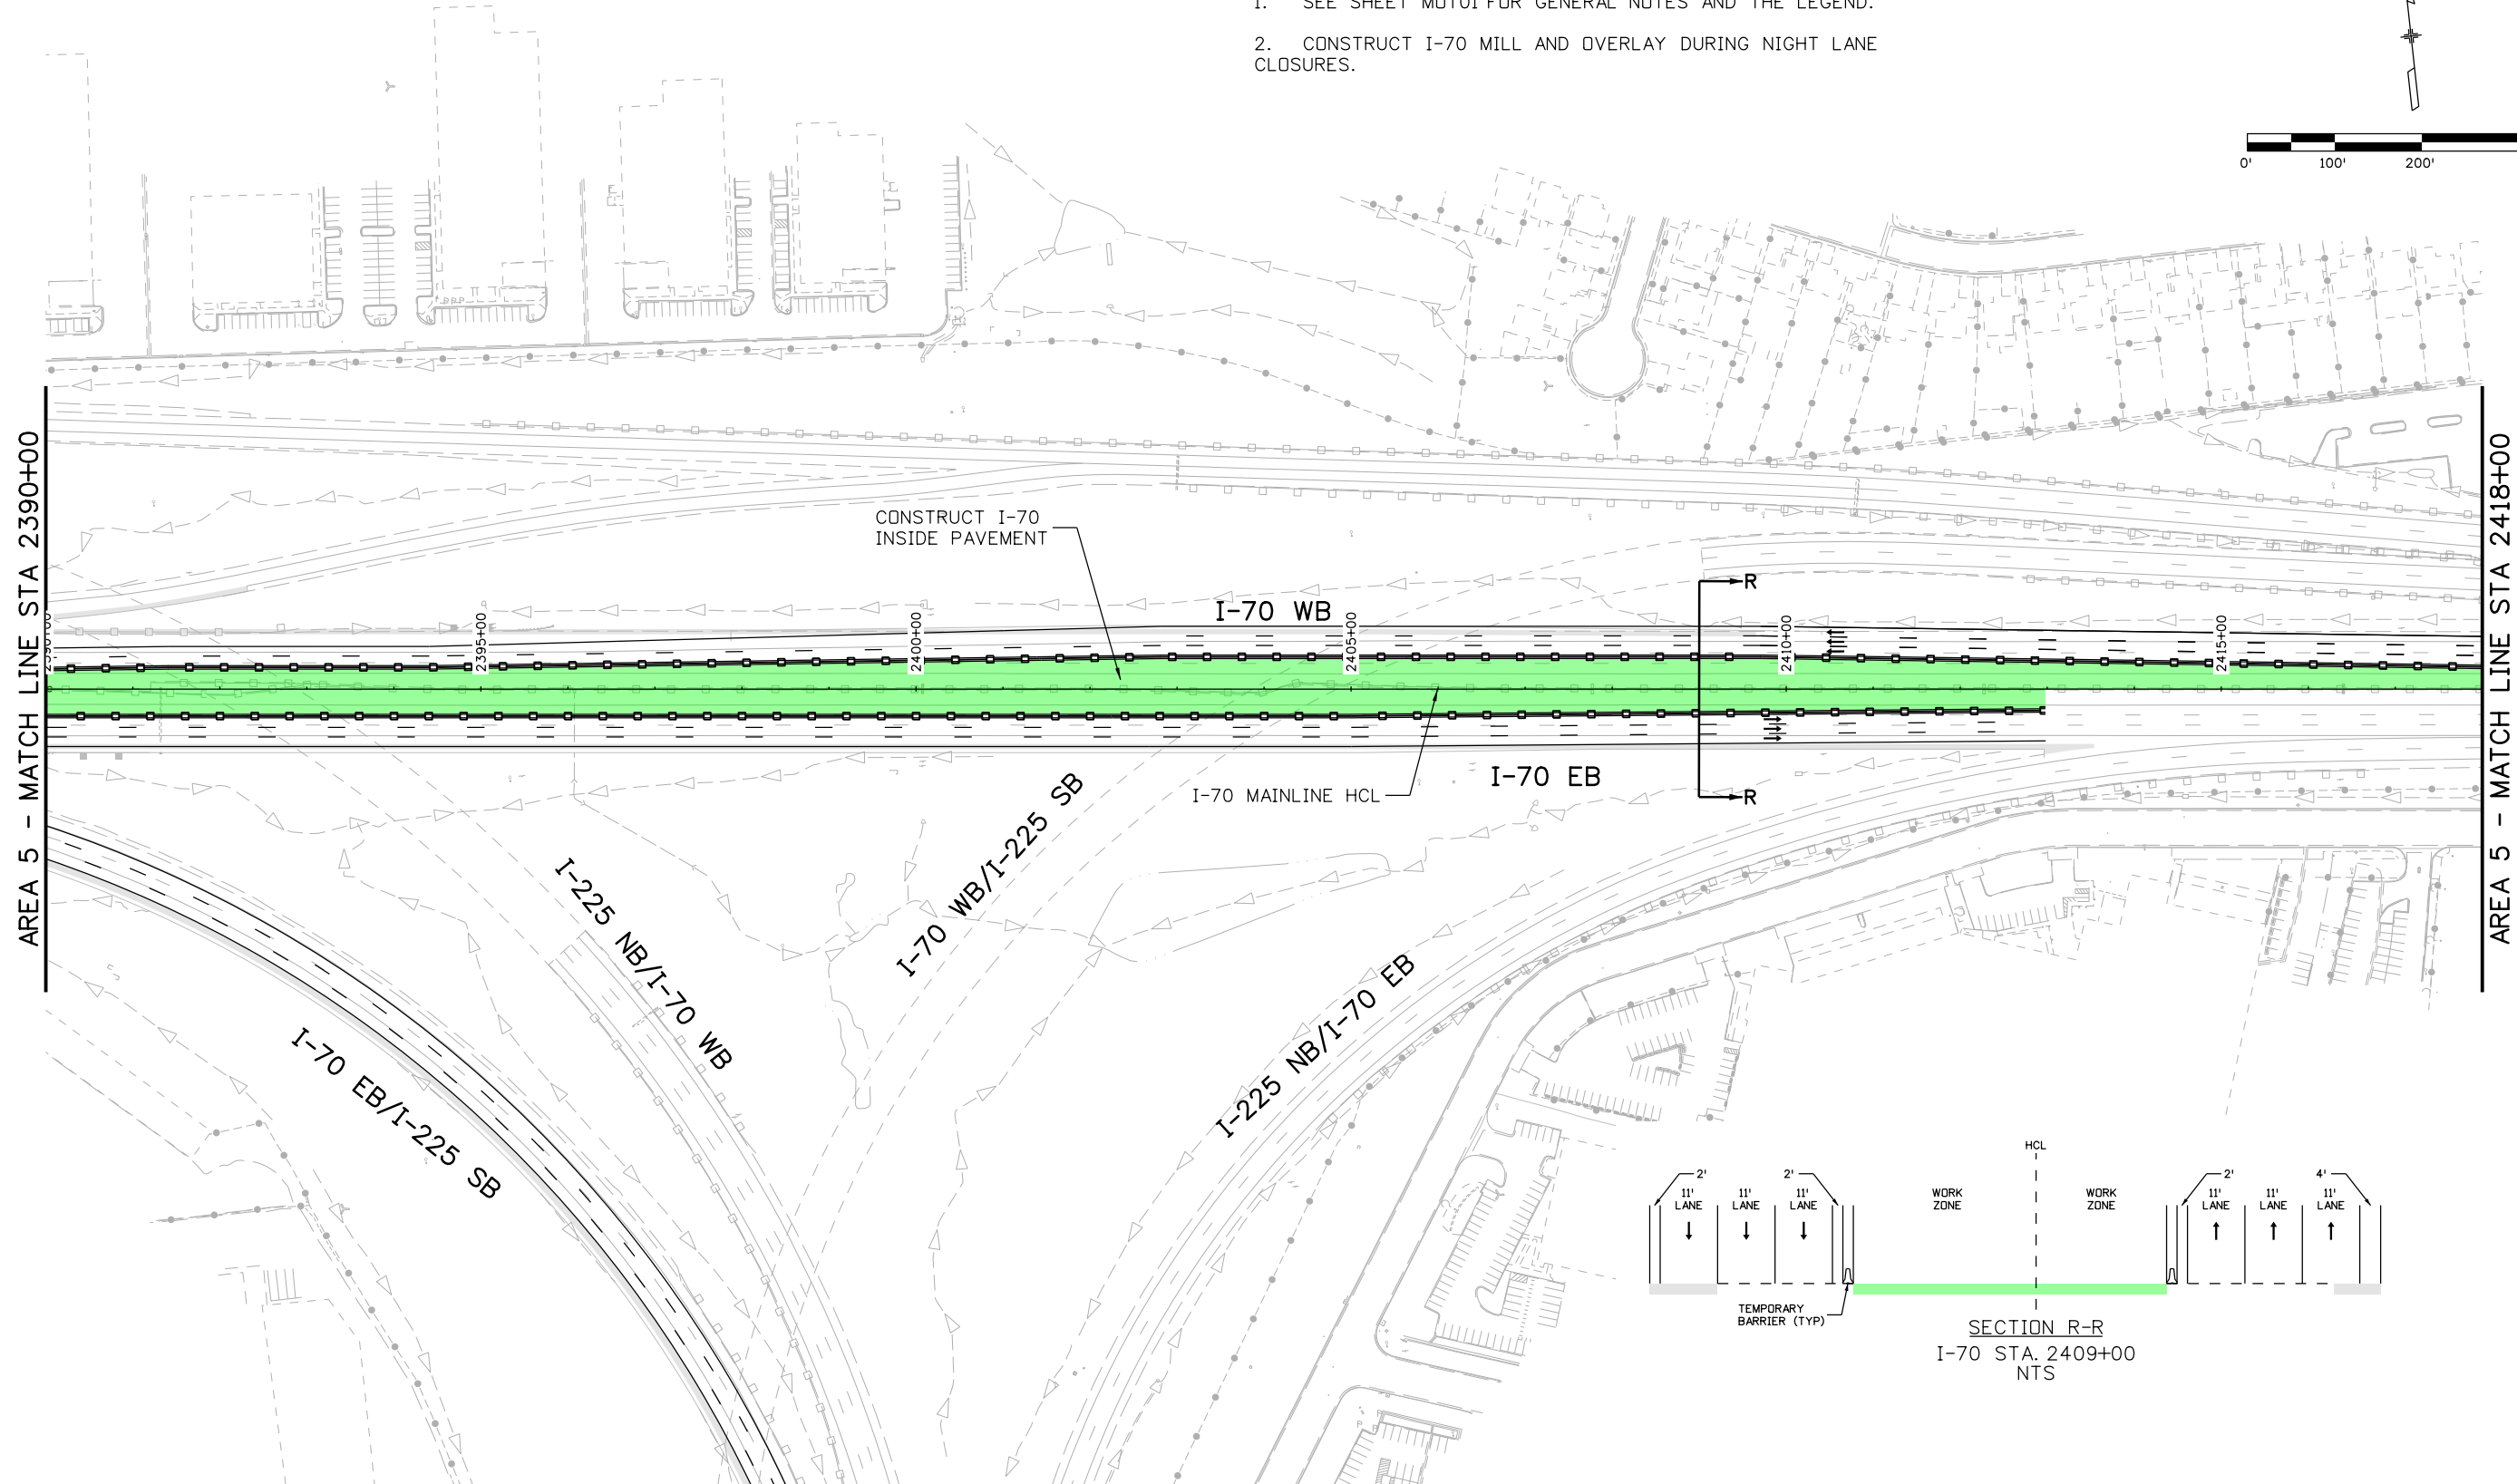 1. SEE SHEET MOT01 FOR GENERAL NOTES AND THE LEGEND.
2. CONSTRUCT I-70 MILL AND OVERLAY DURING NIGHT LANE
CLOSURES.
0' 100' 200'
AREA 5 - MATCH LINE STA 2390+00
AREA 5 - MATCH LINE STA 2418+00
CONSTRUCT I-70
INSIDE PAVEMENT
I-70 WB
R
2390+00
2395+00
2400+00
2405+00
2410+00
2415+00
I-70 MAINLINE HCL
I-70 EB
R
I-225 NB/I-70 WB
I-70 WB/I-225 SB
I-225 NB/I-70 EB
I-70 EB/I-225 SB
HCL
2' 2' 2' 4'
11'
LANE
11'
LANE
11'
LANE
WORK
ZONE
WORK
ZONE
11'
LANE
11'
LANE
11'
LANE
TEMPORARY
BARRIER (TYP)
SECTION R-R
I-70 STA. 2409+00
NTS